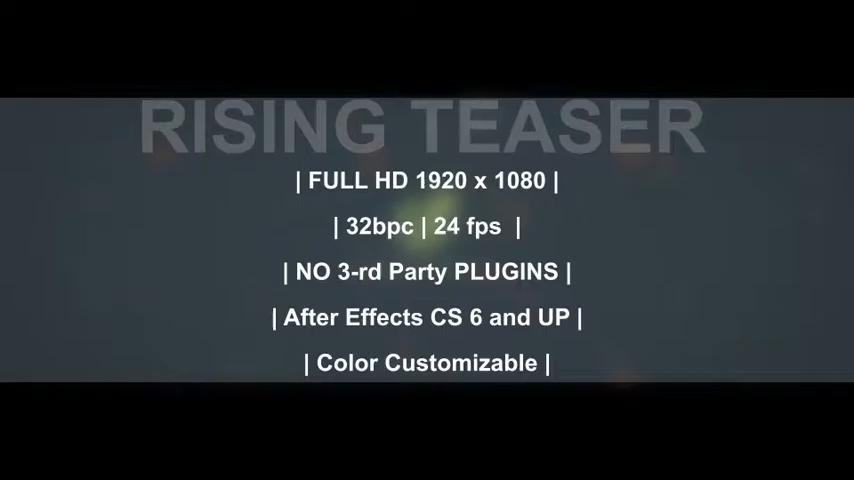 RISING TEASER
| FULL HD 1920 x 1080 |
| 32bpc | 24 fps |
| NO 3-rd Party PLUGINS |
| After Effects CS 6 and UP |
| Color Customizable |